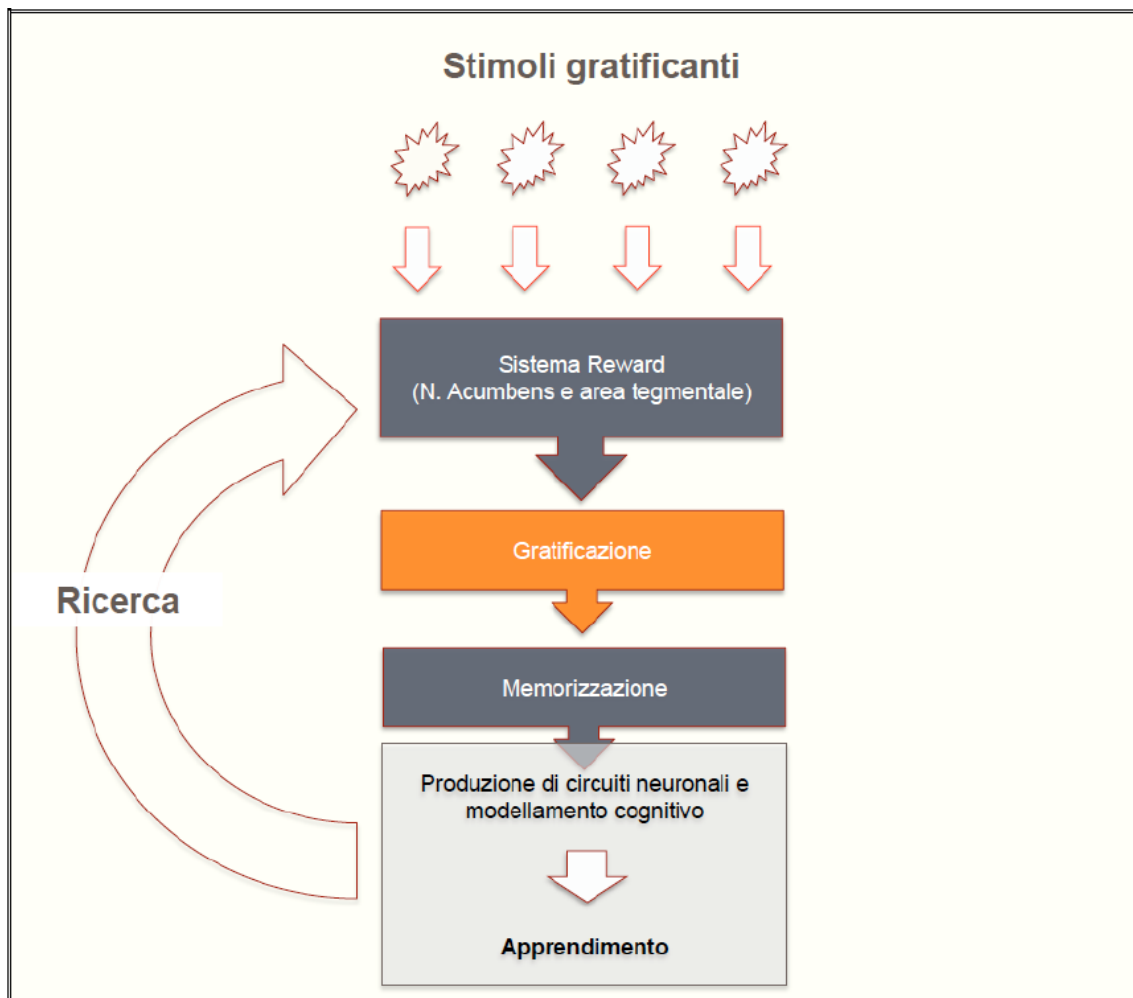 Stimoli gratificanti
Sistema Reward
(N. Acumbens e area tegmentale)
Gratificazione
Ricerca
Memorizzazione
Produzione di circuiti neuronali e
modellamento cognitivo
Apprendimento